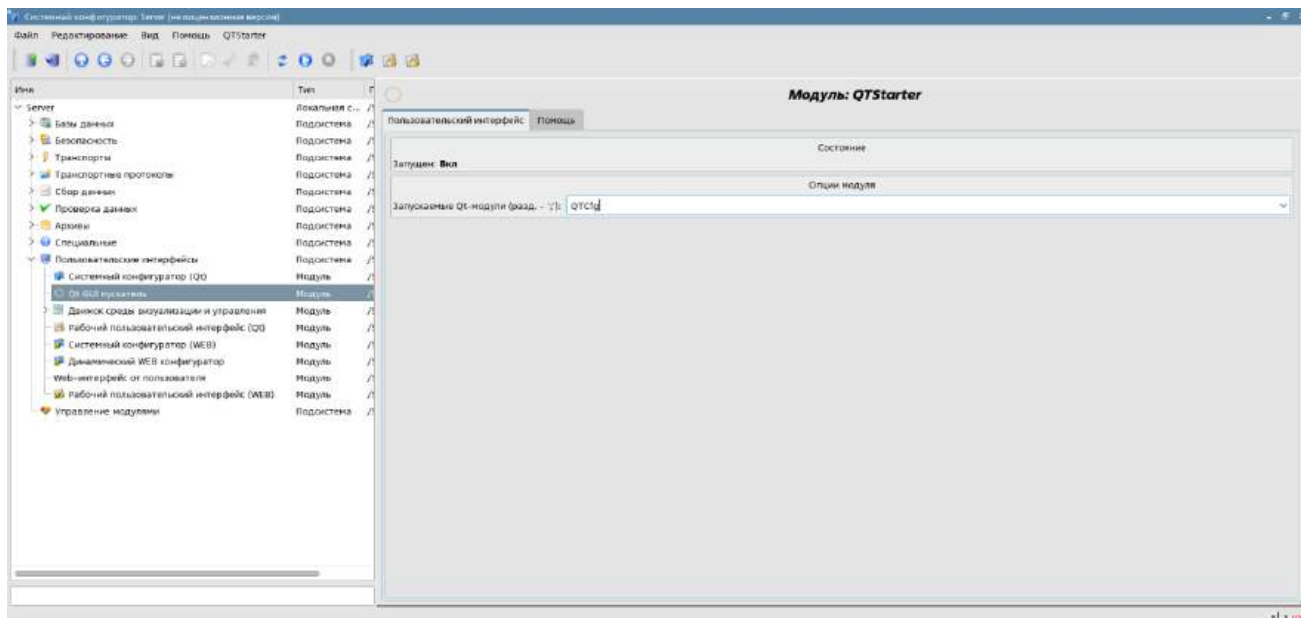 Системный конфигуратор: Server (не лицензионная версия)
Файл Редактирование Вид Помощь QTStarter
Имя Тип
Server Локальная с...
Базы данных Подсистема
Безопасность Подсистема
Транспорты Подсистема
Транспортные протоколы Подсистема
Сбор данных Подсистема
Проверка данных Подсистема
Архивы Подсистема
Специальные Подсистема
Пользовательские интерфейсы Подсистема
Системный конфигуратор (Qt) Модуль
Qt GUI пускатель Модуль
Движок среды визуализации и управления Модуль
Рабочий пользовательский интерфейс (Qt) Модуль
Системный конфигуратор (WEB) Модуль
Динамический WEB конфигуратор Модуль
Web-интерфейс от пользователя Модуль
Рабочий пользовательский интерфейс (WEB) Модуль
Управление модулями Подсистема
Модуль: QTStarter
Пользовательский интерфейс Помощь
Состояние
Запущен: Вкл
Опции модуля
Запускаемые Qt-модули (разд. - ';'): QTCfg